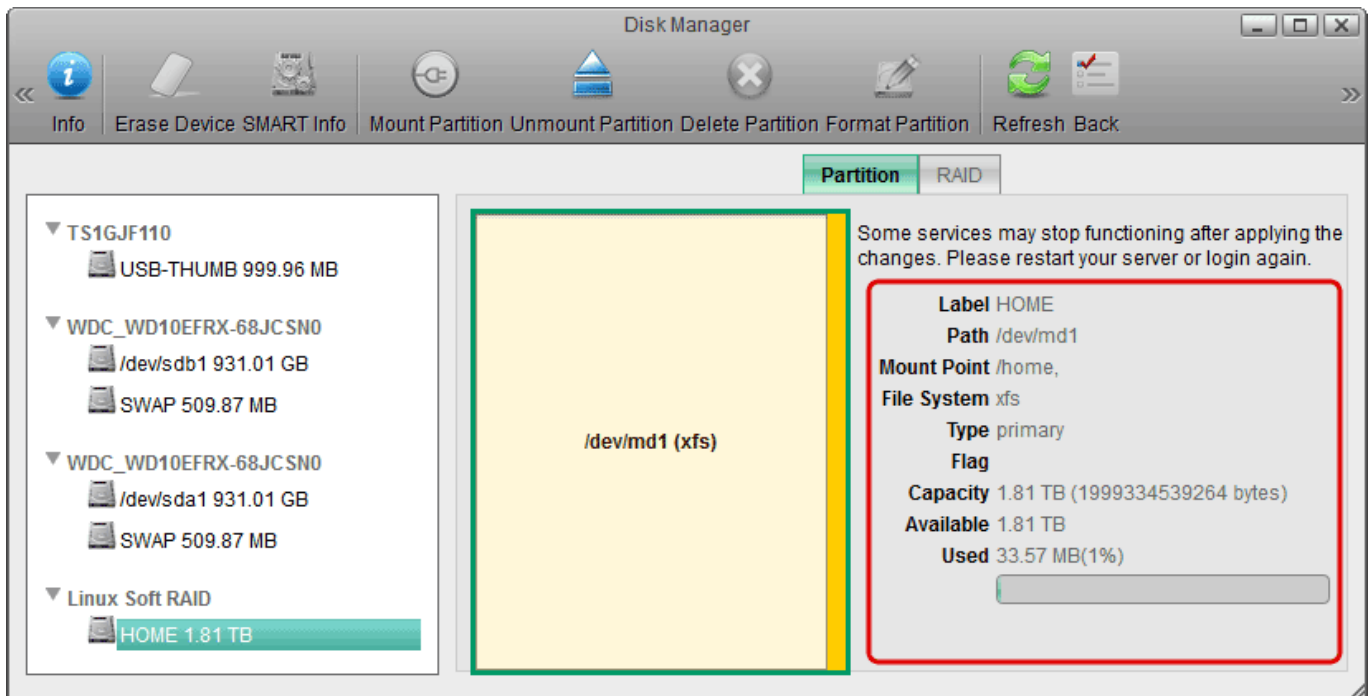 Disk Manager
Info Erase Device SMART Info Mount Partition Unmount Partition Delete Partition Format Partition Refresh Back
Partition RAID
TS1GJF110
USB-THUMB 999.96 MB
WDC_WD10EFRX-68JCSN0
/dev/sdb1 931.01 GB
SWAP 509.87 MB
WDC_WD10EFRX-68JCSN0
/dev/sda1 931.01 GB
SWAP 509.87 MB
Linux Soft RAID
HOME 1.81 TB
/dev/md1 (xfs)
Some services may stop functioning after applying the
changes. Please restart your server or login again.
Label HOME
Path /dev/md1
Mount Point /home,
File System xfs
Type primary
Flag
Capacity 1.81 TB (1999334539264 bytes)
Available 1.81 TB
Used 33.57 MB(1%)